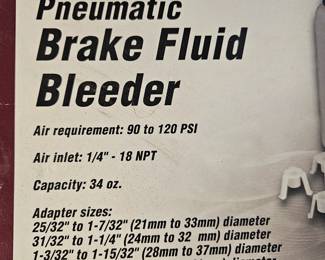 Pneumatic
Brake Fluid
Bleeder
Air requirement: 90 to 120 PSI
Air inlet: 1/4" - 18 NPT
Capacity: 34 oz.
Adapter sizes:
25/32" to 1-7/32" (21mm to 33mm) diameter
31/32" to 1-1/4" (24mm to 32 mm) diameter
1-3/32" to 1-15/32" (28mm to 37mm) diameter